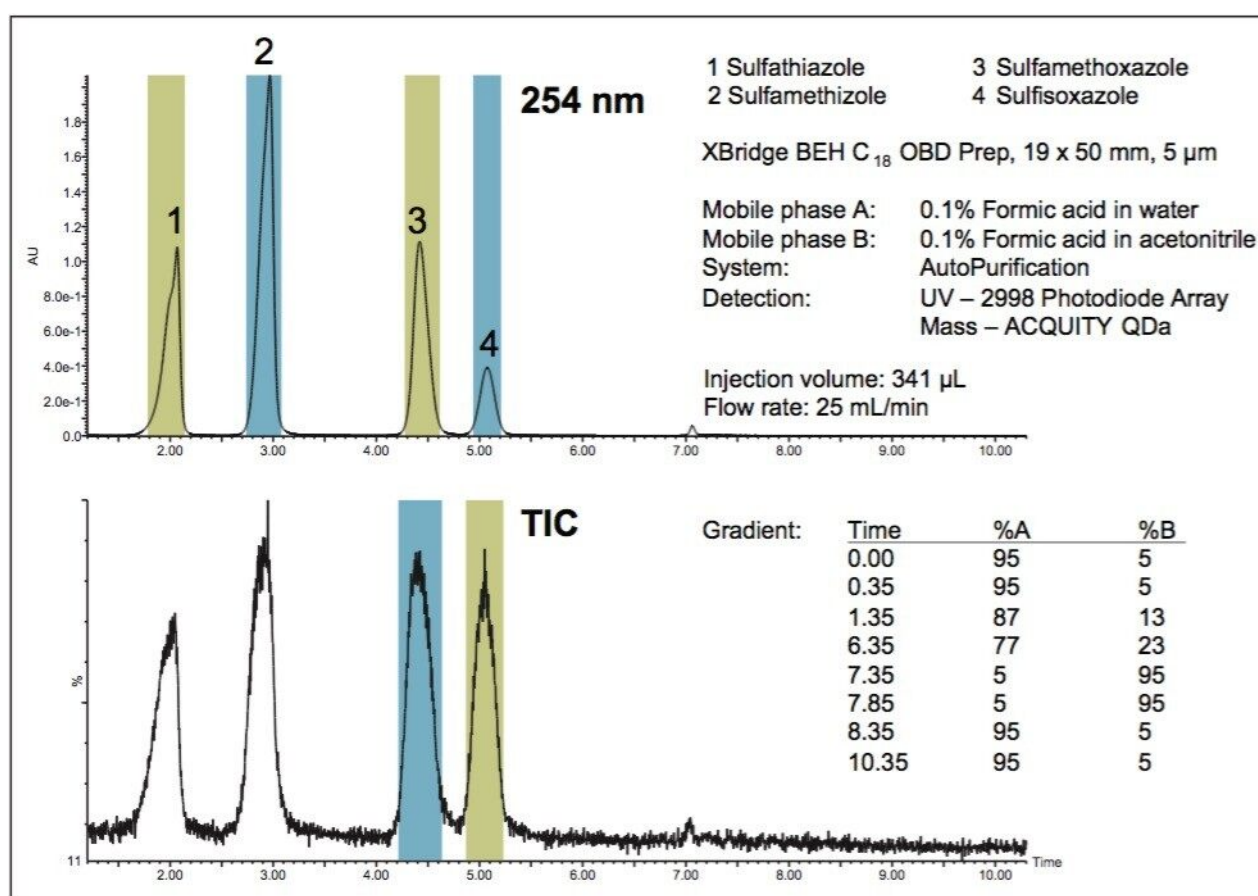 2
254 nm
1
3
4
AU
1.8
1.6
1.4
1.2
1.0
8.0e-1
6.0e-1
4.0e-1
2.0e-1
0.0
2.00 3.00 4.00 5.00 6.00 7.00 8.00 9.00 10.00
1 Sulfathiazole 3 Sulfamethoxazole
2 Sulfamethizole 4 Sulfisoxazole
XBridge BEH C18 OBD Prep, 19 x 50 mm, 5 µm
Mobile phase A: 0.1% Formic acid in water
Mobile phase B: 0.1% Formic acid in acetonitrile
System: AutoPurification
Detection: UV – 2998 Photodiode Array
Mass – ACQUITY QDa
Injection volume: 341 µL
Flow rate: 25 mL/min
TIC
%
11
2.00 3.00 4.00 5.00 6.00 7.00 8.00 9.00 10.00
Time
Gradient: Time %A %B
0.00 95 5
0.35 95 5
1.35 87 13
6.35 77 23
7.35 5 95
7.85 5 95
8.35 95 5
10.35 95 5